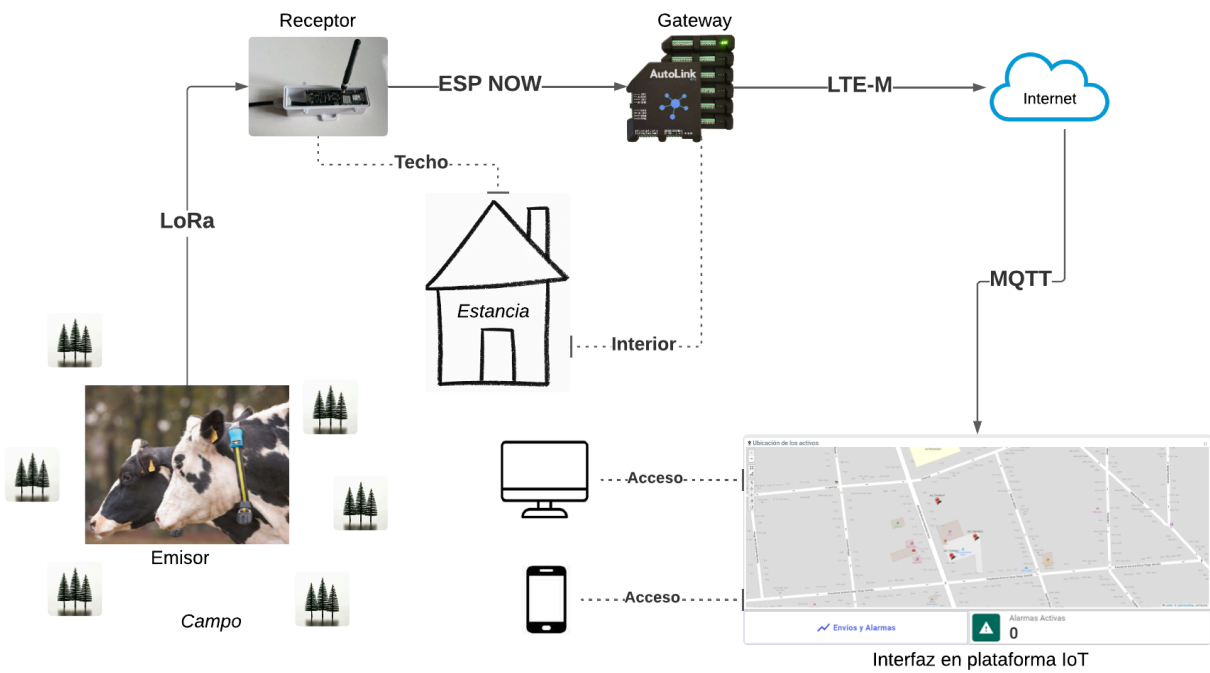 Receptor
Gateway
AutoLink
ESP NOW
LTE-M
Internet
Techo
LoRa
Estancia
Interior
MQTT
Ubicación de los activos
Acceso
Acceso
Emisor
Campo
Envíos y Alarmas
Alarmas Activas
0
Interfaz en plataforma IoT